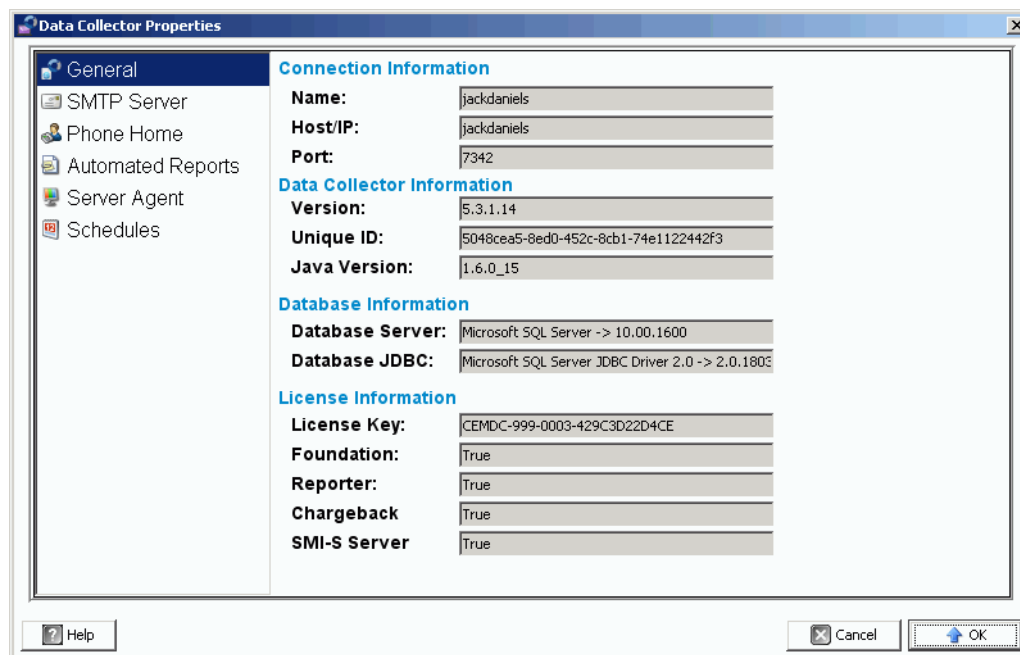 Data Collector Properties
General
SMTP Server
Phone Home
Automated Reports
Server Agent
Schedules
Connection Information
Name: jackdaniels
Host/IP: jackdaniels
Port: 7342
Data Collector Information
Version: 5.3.1.14
Unique ID: 5048cea5-8ed0-452c-8cb1-74e1122442f3
Java Version: 1.6.0_15
Database Information
Database Server: Microsoft SQL Server -> 10.00.1600
Database JDBC: Microsoft SQL Server JDBC Driver 2.0 -> 2.0.1803
License Information
License Key: CEMDC-999-0003-429C3D22D4CE
Foundation: True
Reporter: True
Chargeback True
SMI-S Server True
Help
Cancel
OK